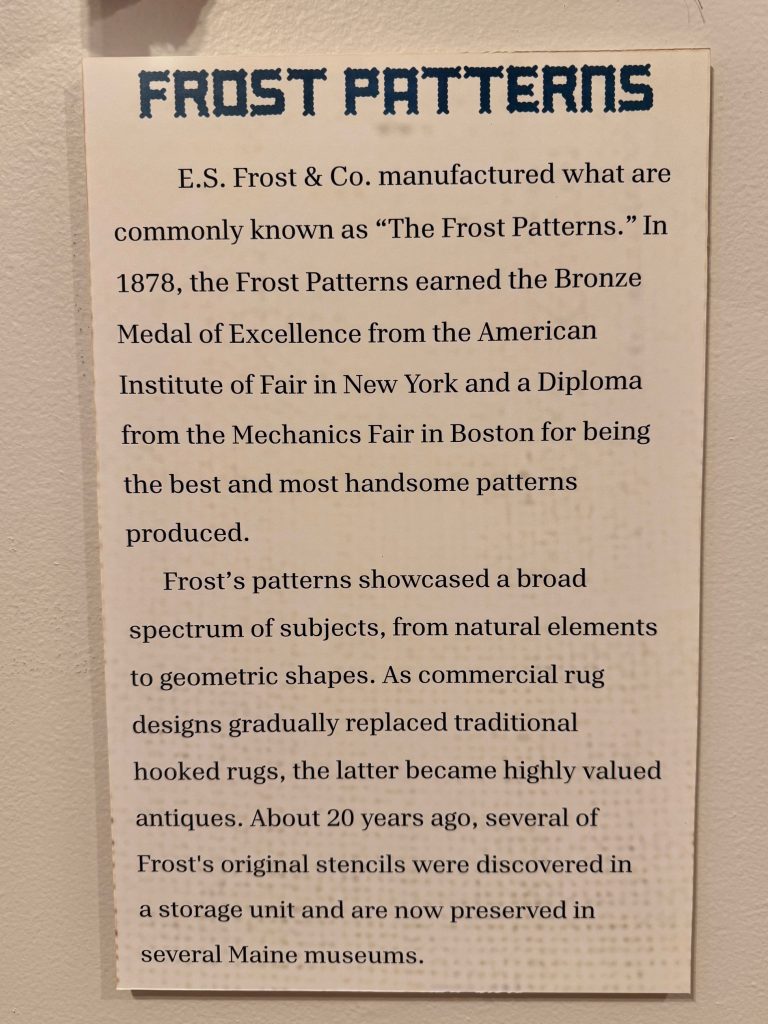 FROST PATTERNS
E.S. Frost & Co. manufactured what are
commonly known as “The Frost Patterns.” In
1878, the Frost Patterns earned the Bronze
Medal of Excellence from the American
Institute of Fair in New York and a Diploma
from the Mechanics Fair in Boston for being
the best and most handsome patterns
produced.
Frost’s patterns showcased a broad
spectrum of subjects, from natural elements
to geometric shapes. As commercial rug
designs gradually replaced traditional
hooked rugs, the latter became highly valued
antiques. About 20 years ago, several of
Frost's original stencils were discovered in
a storage unit and are now preserved in
several Maine museums.